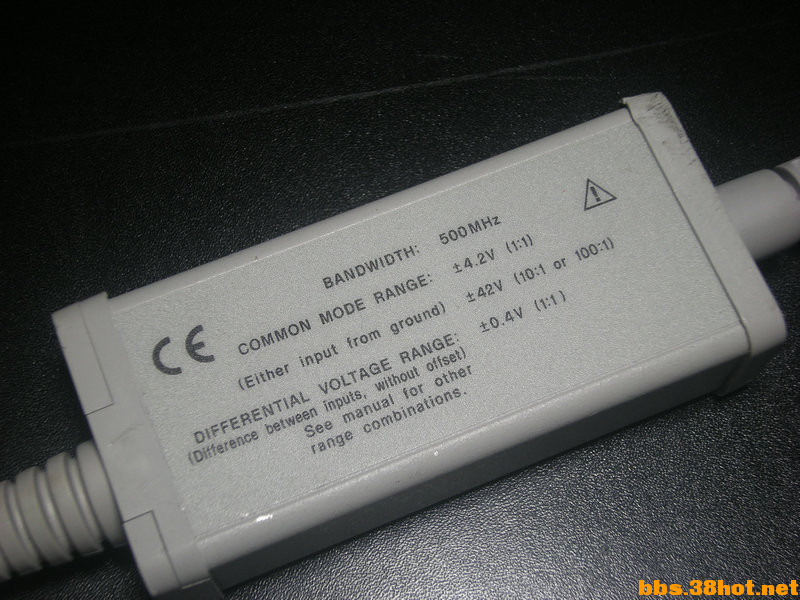 BANDWIDTH: 500MHz
COMMON MODE RANGE: ±4.2V (1:1)
(Either input from ground) ±42V (10:1 or 100:1)
DIFFERENTIAL VOLTAGE RANGE: ±0.4V (1:1)
(Difference between inputs, without offset)
See manual for other
range combinations.
CE
bbs.38hot.net